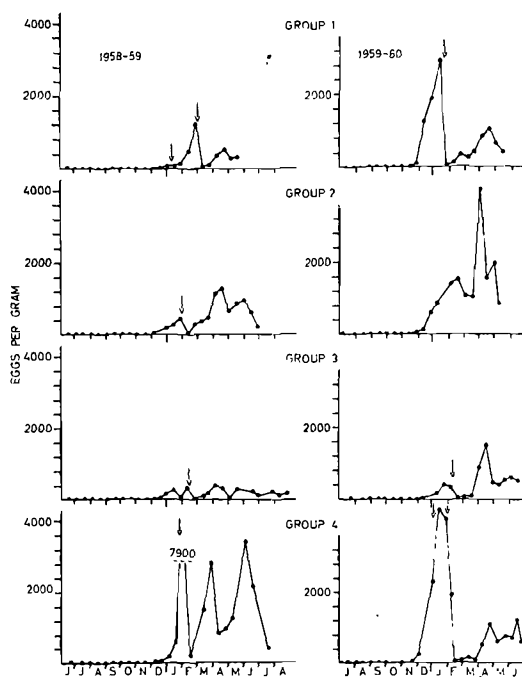 GROUP 1
1958-59
1959-60
4000
2000
2000
GROUP 2
4000
2000
2000
GROUP 3
4000
2000
2000
GROUP 4
4000
2000
2000
7900
EGGS PER GRAM
J J A S O N D J F M A M J J A
J A S O N D J F M A M J